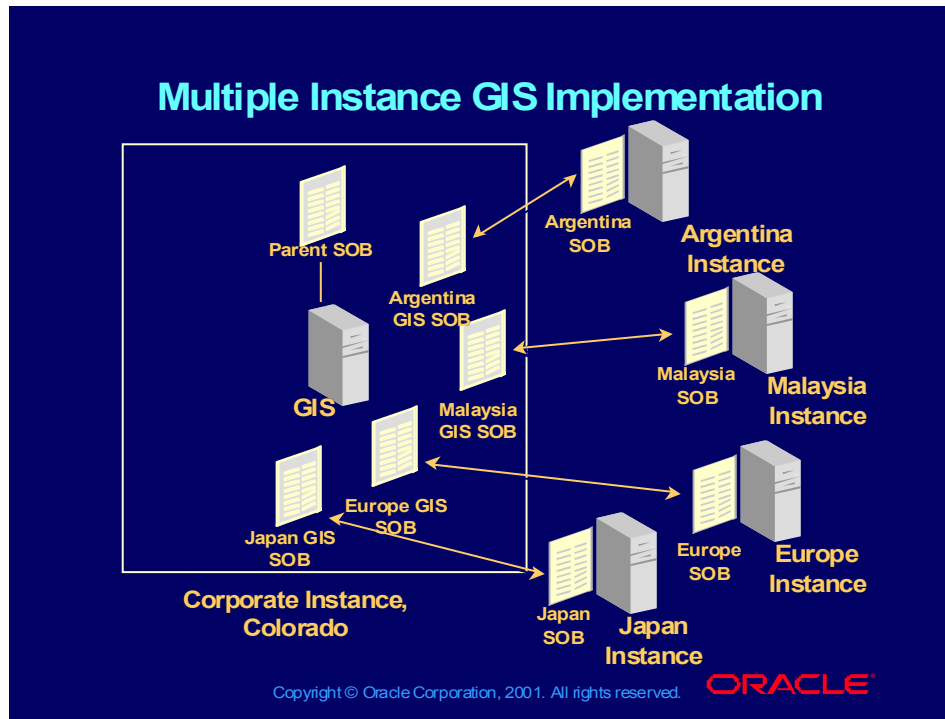 Multiple Instance GIS Implementation
Parent SOB
Argentina
GIS SOB
GIS
Malaysia
GIS SOB
Europe GIS
SOB
Japan GIS
SOB
Corporate Instance,
Colorado
Argentina
SOB
Argentina
Instance
Malaysia
SOB
Malaysia
Instance
Europe
SOB
Europe
Instance
Japan
SOB
Japan
Instance
Copyright © Oracle Corporation, 2001. All rights reserved.
ORACLE®